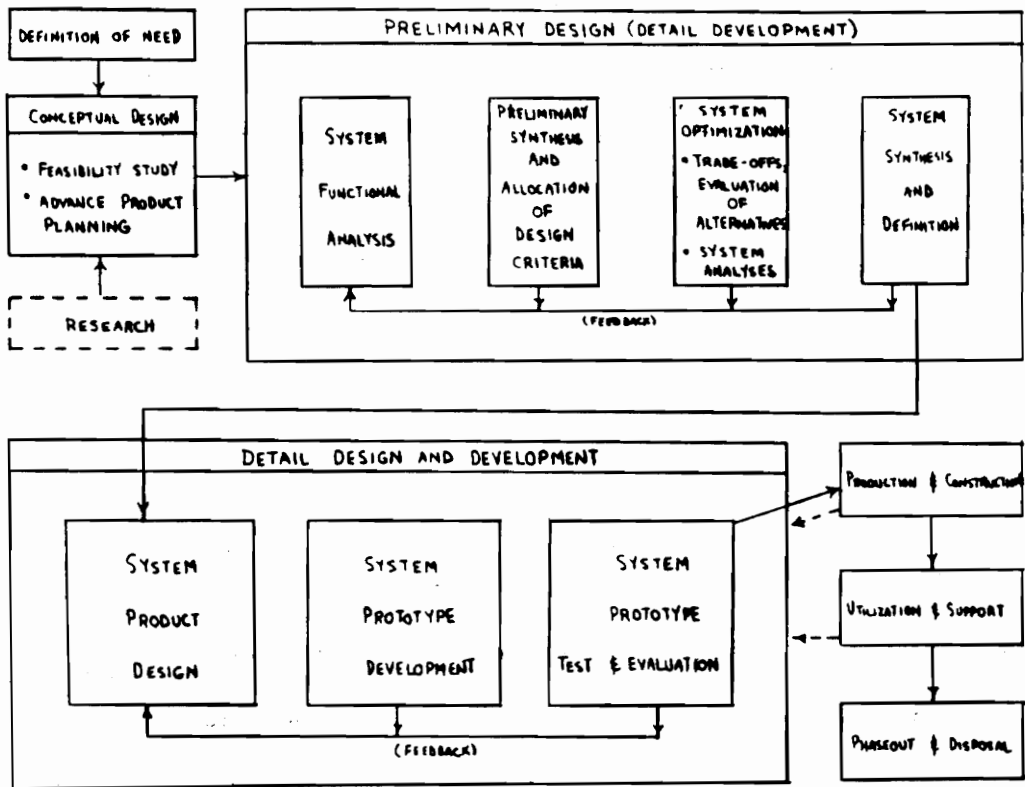 DEFINITION OF NEED
CONCEPTUAL DESIGN
• FEASIBILITY STUDY
• ADVANCE PRODUCT
PLANNING
RESEARCH
PRELIMINARY DESIGN (DETAIL DEVELOPMENT)
SYSTEM
FUNCTIONAL
ANALYSIS
PRELIMINARY
SYNTHESIS
AND
ALLOCATION
OF
DESIGN
CRITERIA
SYSTEM
OPTIMIZATION
• TRADE-OFFS,
EVALUATION
OF
ALTERNATIVES
• SYSTEM
ANALYSES
SYSTEM
SYNTHESIS
AND
DEFINITION
(FEEDBACK)
DETAIL DESIGN AND DEVELOPMENT
SYSTEM
PRODUCT
DESIGN
SYSTEM
PROTOTYPE
DEVELOPMENT
SYSTEM
PROTOTYPE
TEST & EVALUATION
(FEEDBACK)
PRODUCTION & CONSTRUCTION
UTILIZATION & SUPPORT
PHASEOUT & DISPOSAL